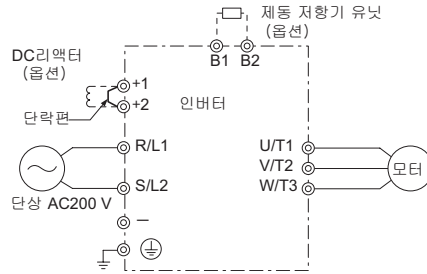 제동 저항기 유닛
(옵션)
B1 B2
DC리액터
(옵션)
+1
+2
단락편
인버터
R/L1
S/L2
단상 AC200 V
−
U/T1
V/T2
W/T3
모터